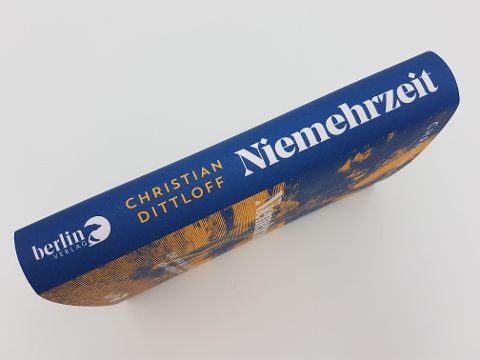 berlin
VERLAG
CHRISTIAN
DITTLOFF
Niemehrzeit